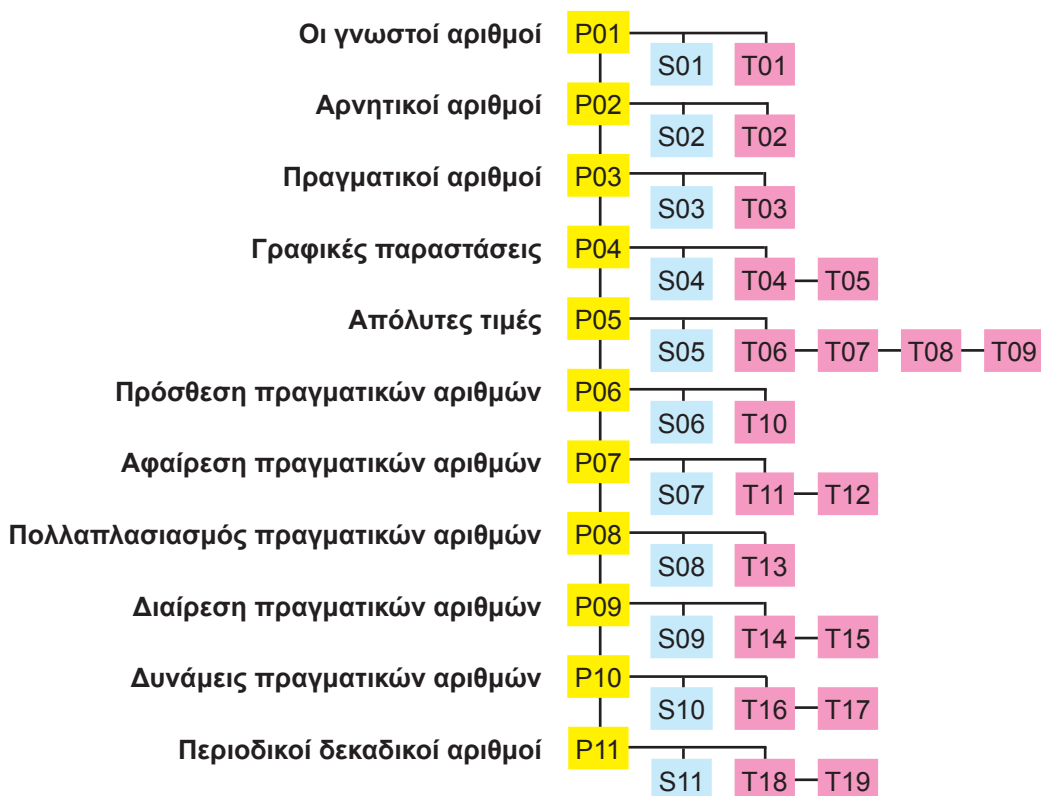 Οι γνωστοί αριθμοί P01
S01 T01
Αρνητικοί αριθμοί P02
S02 T02
Πραγματικοί αριθμοί P03
S03 T03
Γραφικές παραστάσεις P04
S04 T04 T05
Απόλυτες τιμές P05
S05 T06 T07 T08 T09
Πρόσθεση πραγματικών αριθμών P06
S06 T10
Αφαίρεση πραγματικών αριθμών P07
S07 T11 T12
Πολλαπλασιασμός πραγματικών αριθμών P08
S08 T13
Διαίρεση πραγματικών αριθμών P09
S09 T14 T15
Δυνάμεις πραγματικών αριθμών P10
S10 T16 T17
Περιοδικοί δεκαδικοί αριθμοί P11
S11 T18 T19